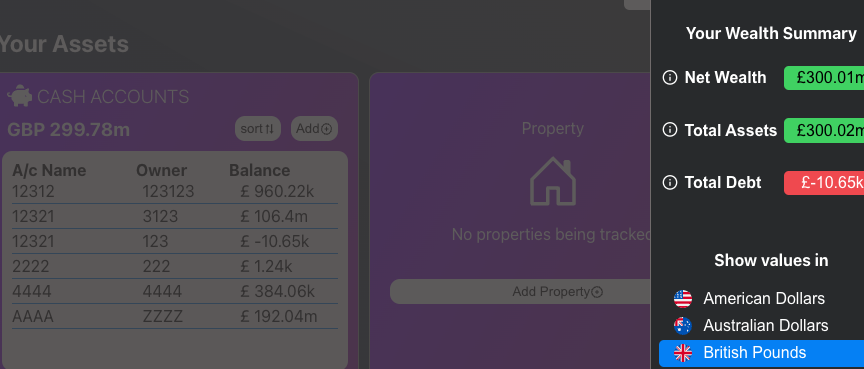 Your Assets
CASH ACCOUNTS
GBP 299.78m
sort
Add
A/c Name Owner Balance
12312 123123 £ 960.22k
12321 3123 £ 106.4m
12321 123 £ -10.65k
2222 222 £ 1.24k
4444 4444 £ 384.06k
AAAA ZZZZ £ 192.04m
Property
No properties being tracked
Add Property
Your Wealth Summary
Net Wealth £300.01m
Total Assets £300.02m
Total Debt £-10.65k
Show values in
American Dollars
Australian Dollars
British Pounds